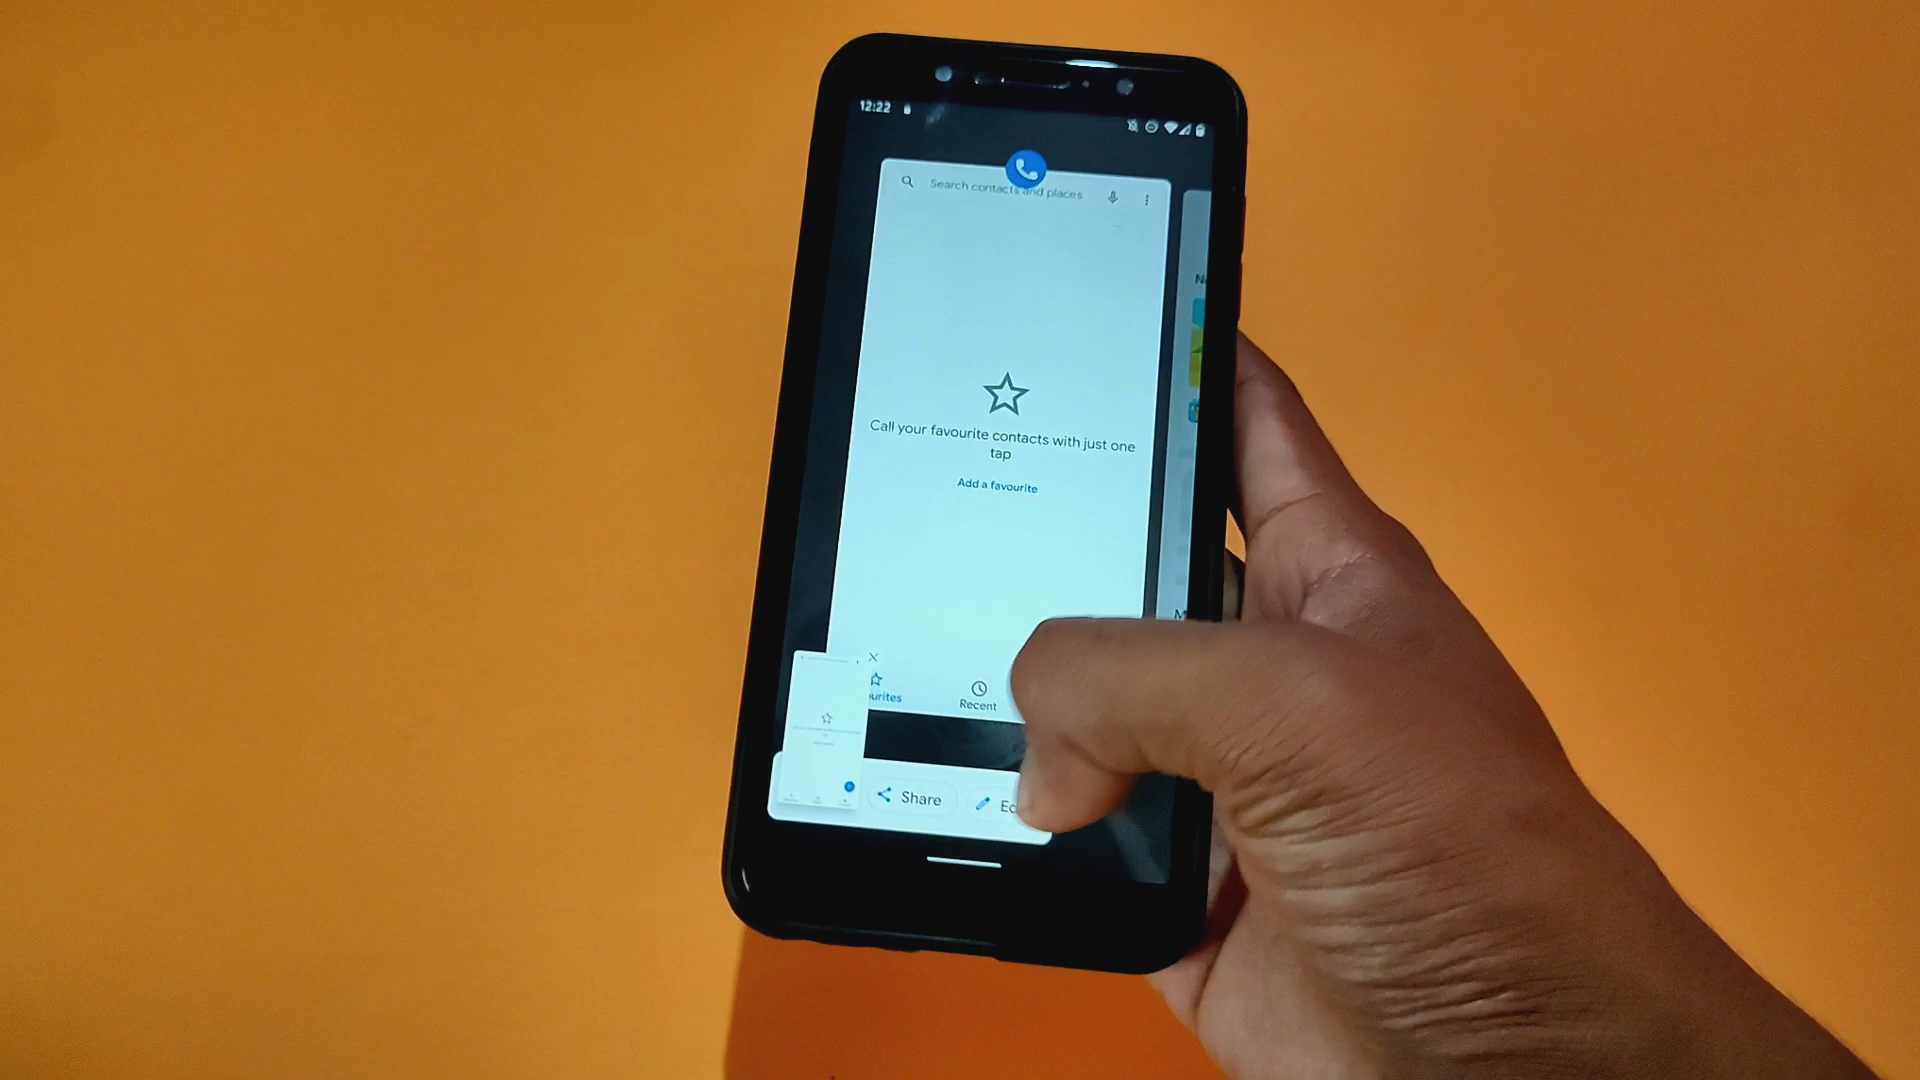 12:22
Search contacts and places
Call your favourite contacts with just one
tap
Add a favourite
Recent
Share